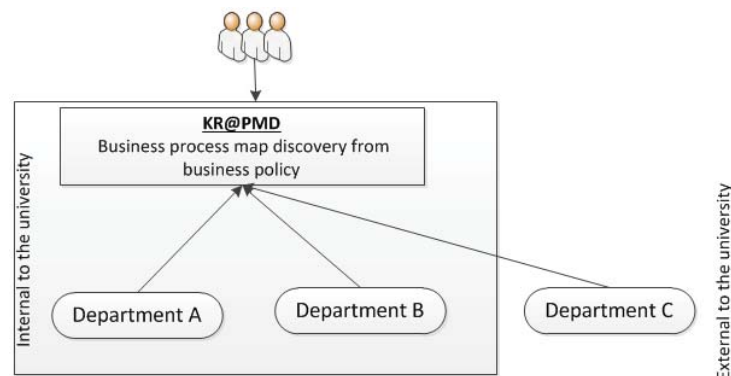 KR@PMD
Business process map discovery from
business policy
Internal to the university
External to the university
Department A
Department B
Department C